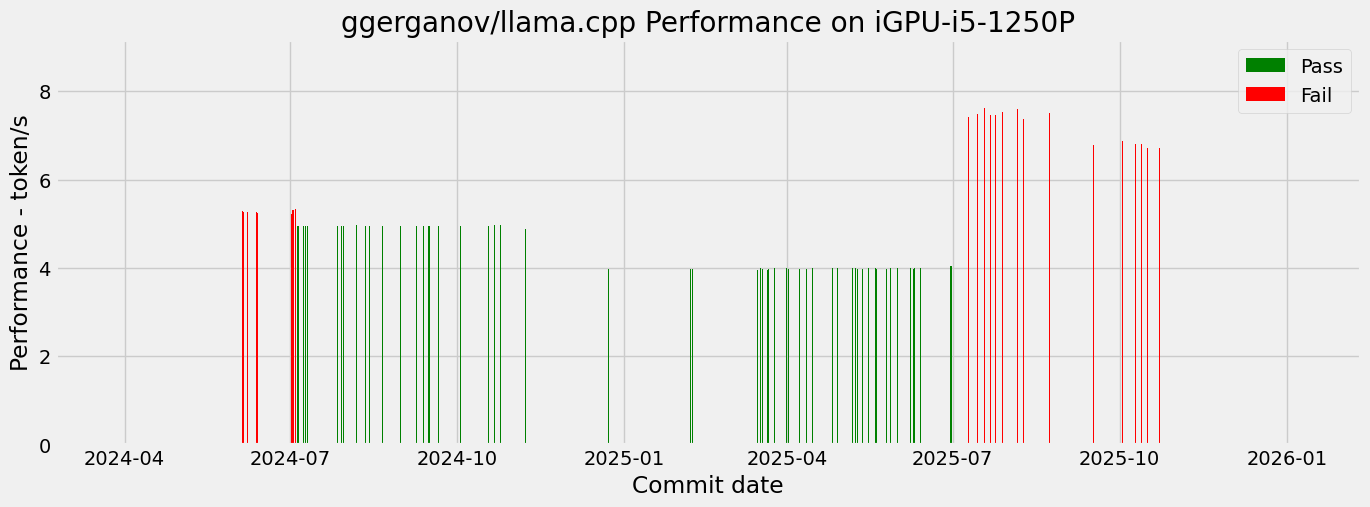 ggerganov/llama.cpp Performance on iGPU-i5-1250P
Performance - token/s
8
6
4
2
0
Pass
Fail
2024-04 2024-07 2024-10 2025-01 2025-04 2025-07 2025-10 2026-01
Commit date